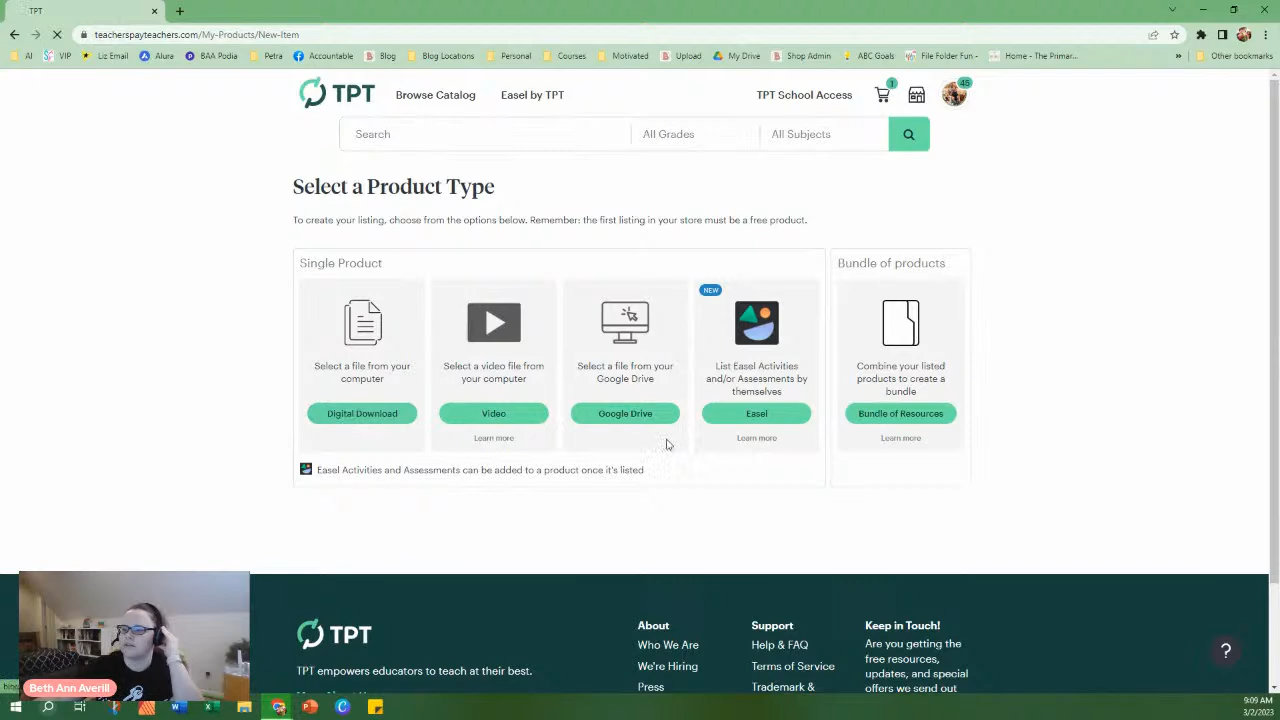 TPT
teacherspayteachers.com/My-Products/New-Item
AI
VIP
Liz Email
Alura
BAA Podia
Accountable
Blog
Blog Locations
Personal
Courses
Motivated
Upload
My Drive
Shop Admin
ABC Goals
File Folder Fun -
Home - The Primar...
»
Other bookmarks
TPT
Browse Catalog
Easel by TPT
TPT School Access
1
45
Search
All Grades
All Subjects
Select a Product Type
To create your listing, choose from the options below. Remember: the first listing in your store must be a free product.
Single Product
Select a file from your
computer
Digital Download
Select a video file from
your computer
Video
Learn more
Select a file from your
Google Drive
Google Drive
NEW
List Easel Activities
and/or Assessments by
themselves
Easel
Learn more
Easel Activities and Assessments can be added to a product once it's listed
Bundle of products
Combine your listed
products to create a
bundle
Bundle of Resources
Learn more
TPT
TPT empowers educators to teach at their best.
About
Who We Are
We're Hiring
Press
Support
Help & FAQ
Terms of Service
Trademark &
Keep in Touch!
Are you getting the
free resources,
updates, and special
offers we send out
?
Beth Ann Averill
9:09 AM
3/2/2023